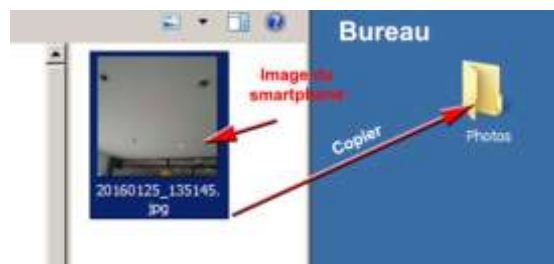 Bureau
Image du
smartphone
Copier
Photos
20160125_135145.
jpg